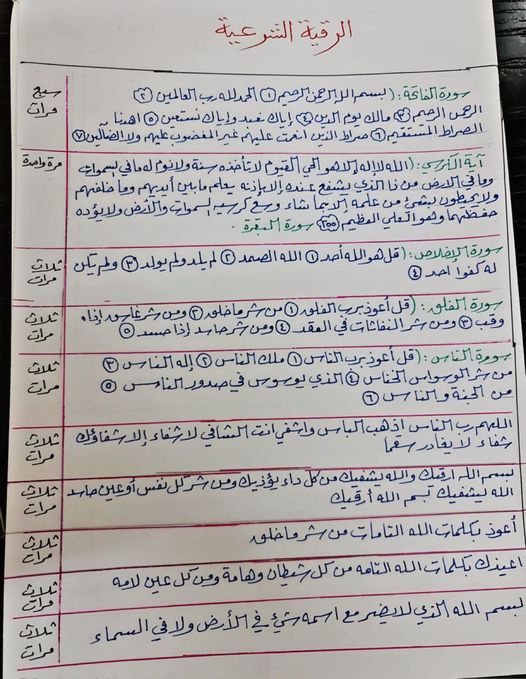 الرقية الشرعية
سبع مرات
سورة الفاتحة: (بسم الله الرحمن الرحيم ① الحمد لله رب العالمين ②
الرحمن الرحيم ③ مالك يوم الدين ④ إياك نعبد وإياك نستعين ⑤ اهدنا
الصراط المستقيم ⑥ صراط الذين انعمت عليهم غير المغضوب عليهم ولا الضالين ⑦
مرة واحدة
آية الكرسي: (الله لا إله إلا هو الحي القيوم لا تأخذه سنة ولا نوم له ما في السموات
وما في الأرض من ذا الذي يشفع عنده إلا بإذنه يعلم ما بين أيديهم وما خلفهم
ولا يحيطون بشيء من علمه إلا بما شاء وسع كرسيه السموات والأرض ولا يؤده
حفظهما وهو العلي العظيم (٢٥٥) سورة البقرة.
ثلاث مرات
سورة الإخلاص: (قل هو الله أحد ① الله الصمد ② لم يلد ولم يولد ③ ولم يكن
له كفوا احد ④
ثلاث مرات
سورة الفلق: (قل أعوذ برب الفلق ① من شر ما خلق ② ومن شر غاسق إذا
وقب ③ ومن شر النفاثات في العقد ④ ومن شر حاسد إذا حسد ⑤
ثلاث مرات
سورة الناس: (قل أعوذ برب الناس ① ملك الناس ② إله الناس ③
من شر الوسواس الخناس ④ الذي يوسوس في صدور الناس ⑤
من الجنة والناس ⑥
ثلاث مرات
اللهم رب الناس اذهب الباس واشفي انت الشافي لا شفاء إلا شفاؤك
شفاء لا يغادر سقما
ثلاث مرات
بسم الله ارقيك والله يشفيك من كل داء يؤذيك ومن شر كل نفس أو عين حاسد
الله يشفيك بسم الله أرقيك
ثلاث مرات
أعوذ بكلمات الله التامات من شر ما خلق
ثلاث مرات
اعيذك بكلمات الله التامه من كل شيطان وهامة ومن كل عين لامه
ثلاث مرات
بسم الله الذي لا يضر مع اسمه شيئ في الأرض ولا في السماء